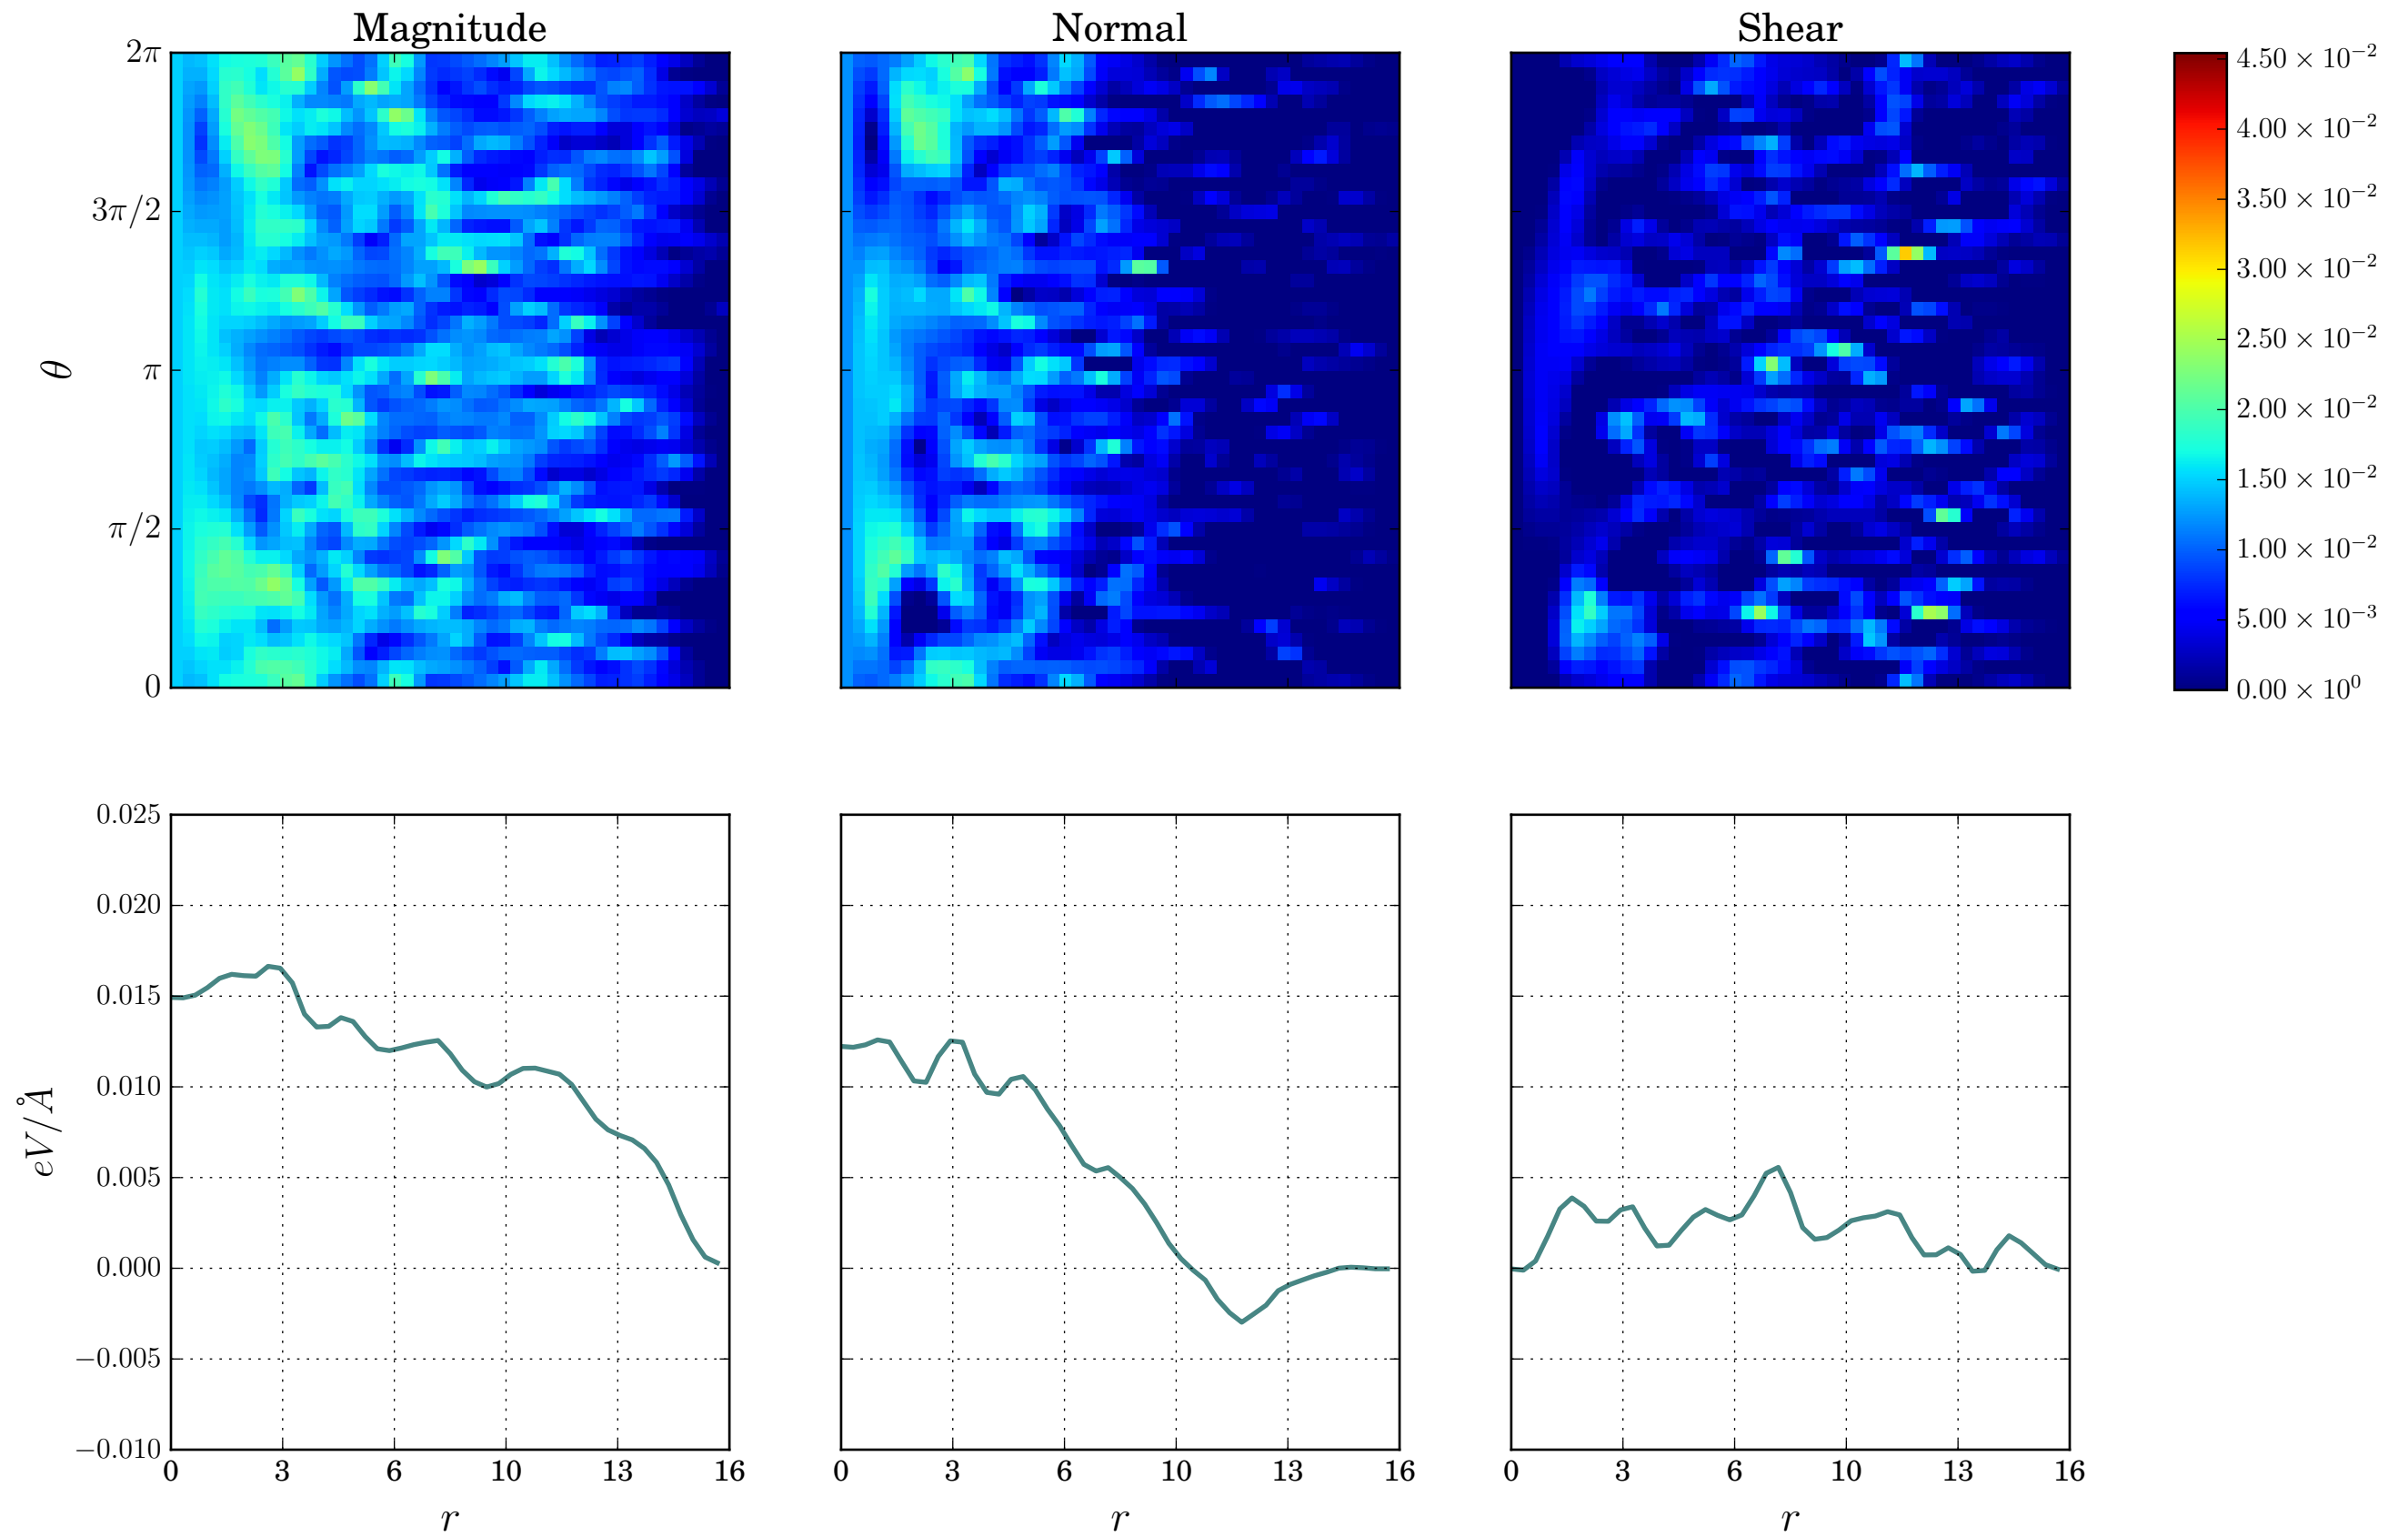 Magnitude Normal Shear
2π
3π/2
π
π/2
0
θ
4.50 × 10⁻²
4.00 × 10⁻²
3.50 × 10⁻²
3.00 × 10⁻²
2.50 × 10⁻²
2.00 × 10⁻²
1.50 × 10⁻²
1.00 × 10⁻²
5.00 × 10⁻³
0.00 × 10⁰
0.025
0.020
0.015
0.010
0.005
0.000
−0.005
−0.010
eV/Å
0 3 6 10 13 16
0 3 6 10 13 16
0 3 6 10 13 16
r r r